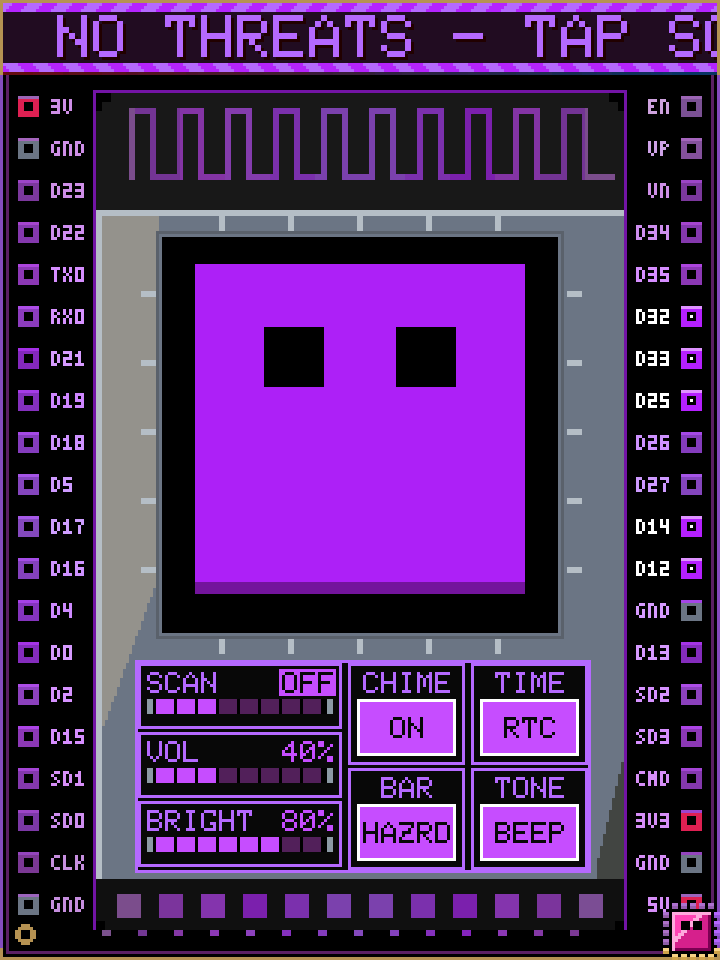 NO THREATS - TAP SC
3V
GND
D23
D22
TX0
RX0
D21
D19
D18
D5
D17
D16
D4
D0
D2
D15
SD1
SD0
CLK
GND
SCAN OFF
VOL 40%
BRIGHT 80%
CHIME
ON
TIME
RTC
BAR
HAZRD
TONE
BEEP
EN
VP
VN
D34
D35
D32
D33
D25
D26
D27
D14
D12
GND
D13
SD2
SD3
CMD
3V3
GND
5V